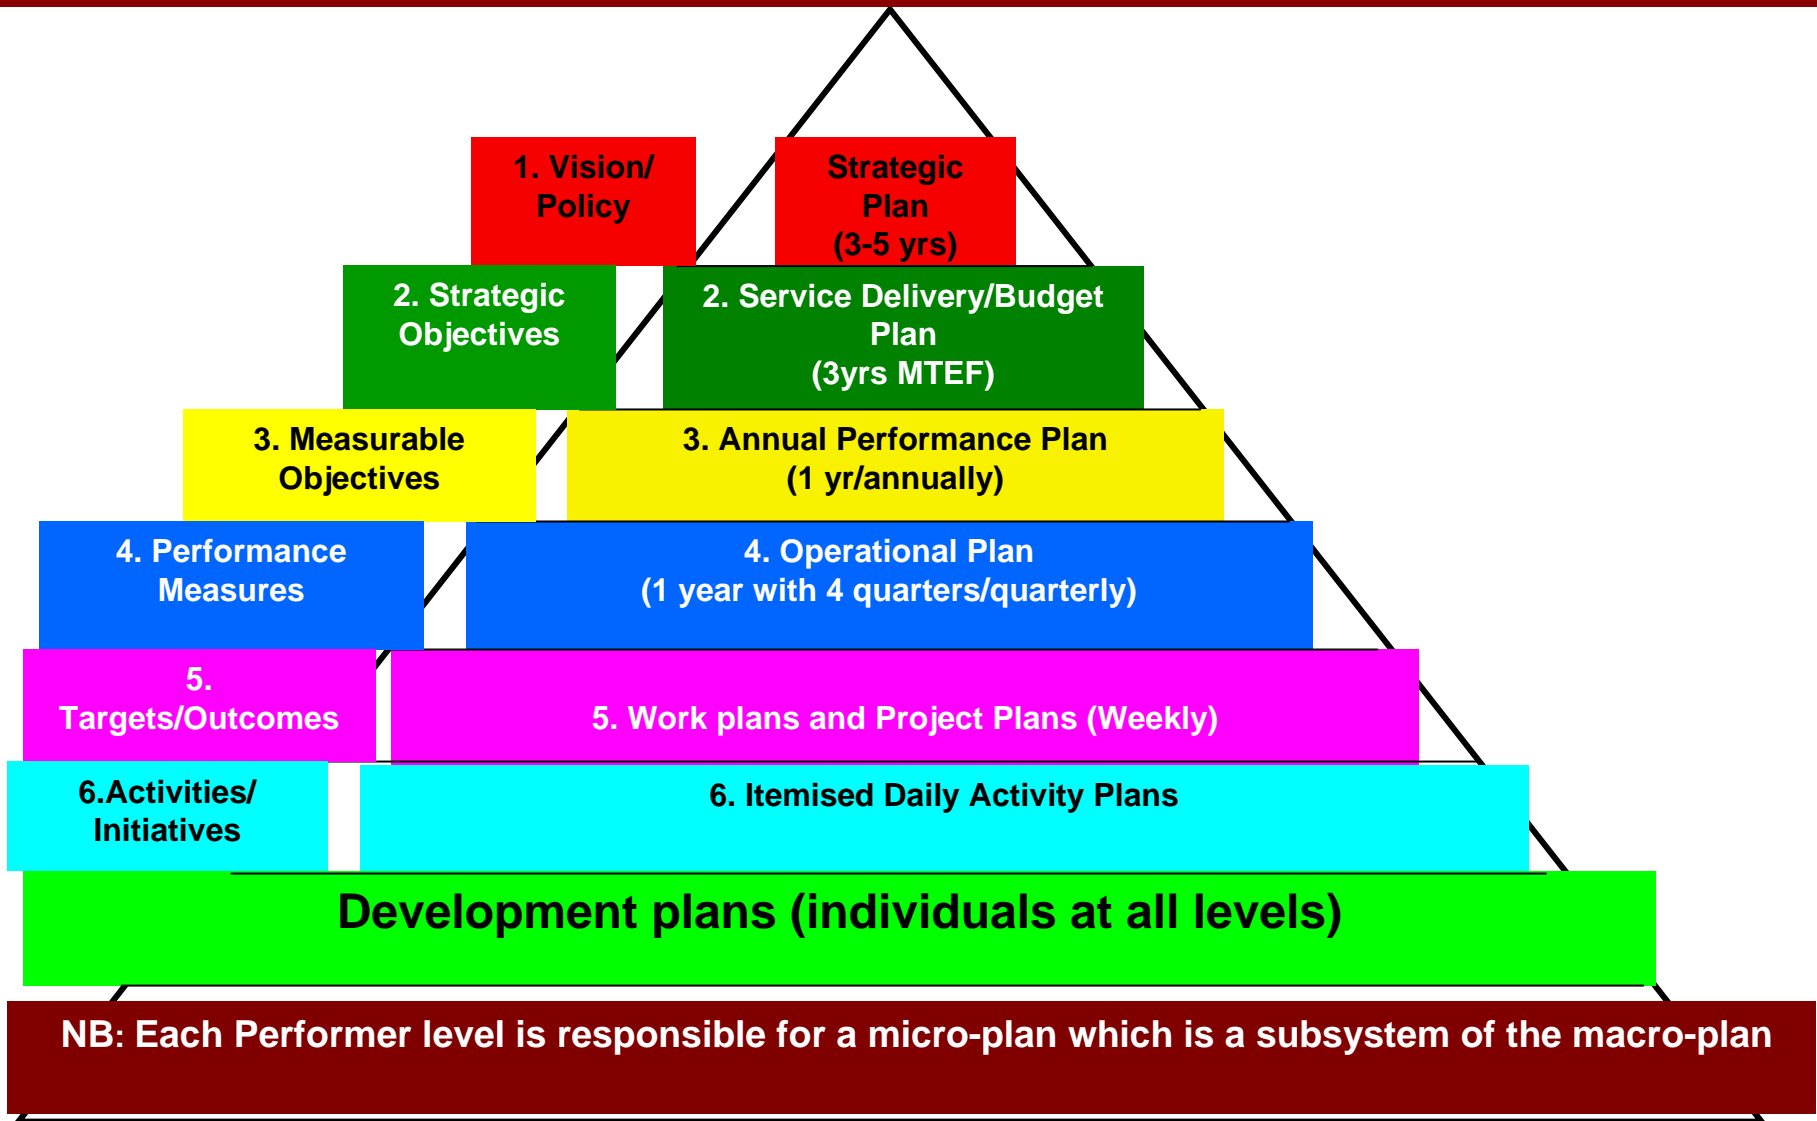 1. Vision/
Policy
Strategic
Plan
(3-5 yrs)
2. Strategic
Objectives
2. Service Delivery/Budget
Plan
(3yrs MTEF)
3. Measurable
Objectives
3. Annual Performance Plan
(1 yr/annually)
4. Performance
Measures
4. Operational Plan
(1 year with 4 quarters/quarterly)
5.
Targets/Outcomes
5. Work plans and Project Plans (Weekly)
6.Activities/
Initiatives
6. Itemised Daily Activity Plans
Development plans (individuals at all levels)
NB: Each Performer level is responsible for a micro-plan which is a subsystem of the macro-plan